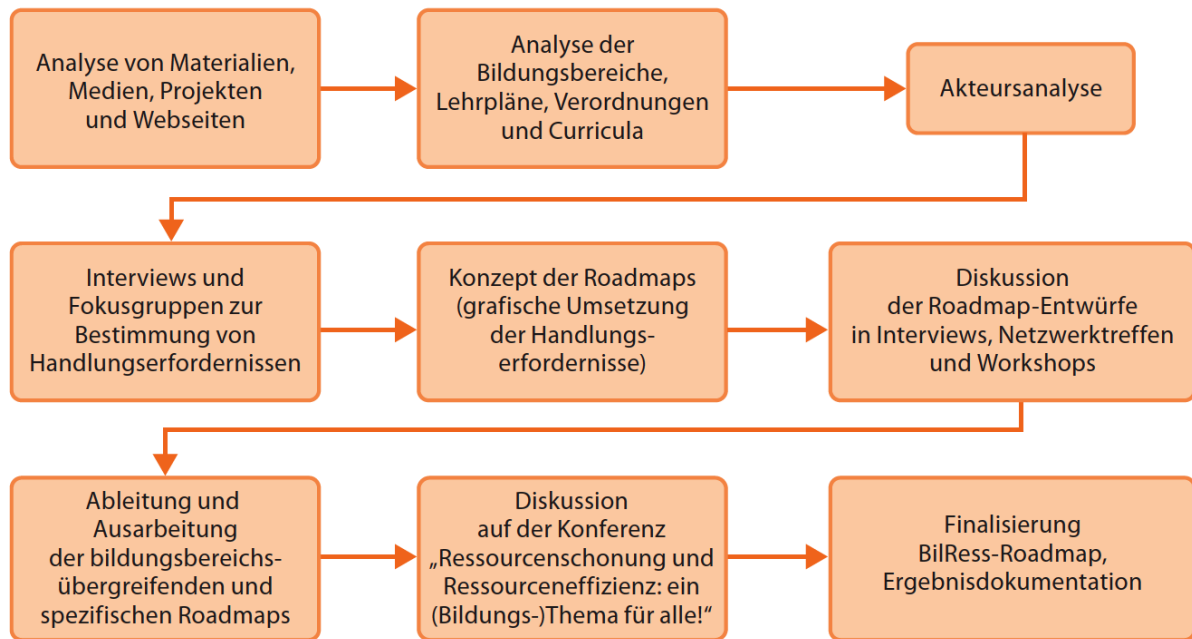 Analyse von Materialien,
Medien, Projekten
und Webseiten
Analyse der
Bildungsbereiche,
Lehrpläne, Verordnungen
und Curricula
Akteursanalyse
Interviews und
Fokusgruppen zur
Bestimmung von
Handlungserfordernissen
Konzept der Roadmaps
(grafische Umsetzung
der Handlungs-
erfordernisse)
Diskussion
der Roadmap-Entwürfe
in Interviews, Netzwerktreffen
und Workshops
Ableitung und
Ausarbeitung
der bildungsbereichs-
übergreifenden und
spezifischen Roadmaps
Diskussion
auf der Konferenz
„Ressourcenschonung und
Ressourceneffizienz: ein
(Bildungs-)Thema für alle!“
Finalisierung
BilRess-Roadmap,
Ergebnisdokumentation